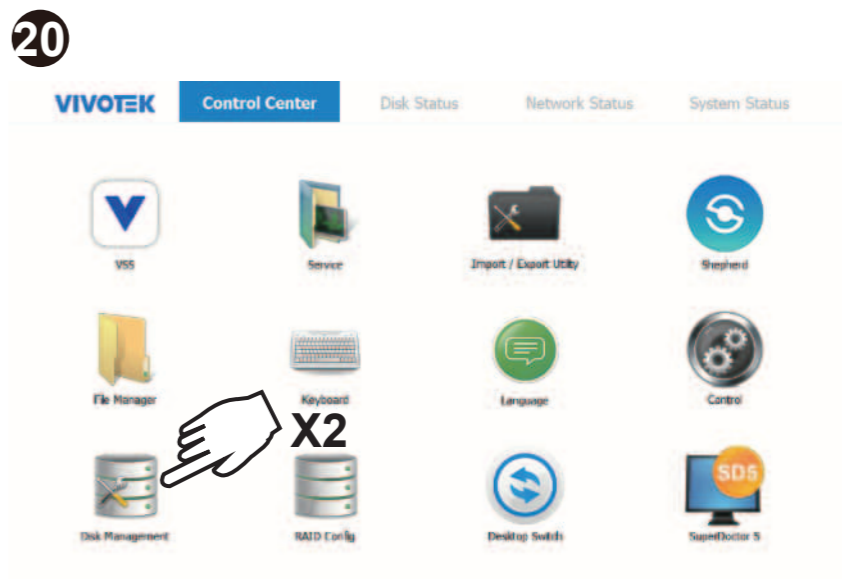 20
VIVOTEK Control Center Disk Status Network Status System Status
VSS Service Import / Export Utility Shepherd
File Manager Keyboard Language Control
X2
SD5
Disk Management RAID Config Desktop Switch SuperDoctor 5